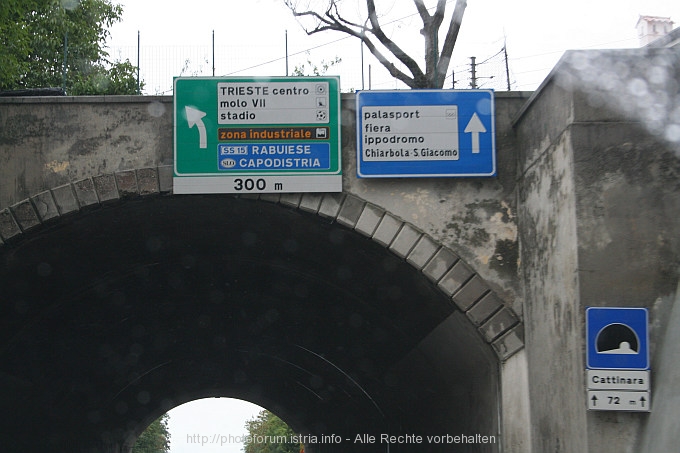 TRIESTE centro
molo VII
stadio
zona industriale
SS 15 RABUIESE
SLO CAPODISTRIA
300 m
palasport
fiera
ippodromo
Chiarbola-S.Giacomo
Cattinara
72 m
http://photoforum.istria.info - Alle Rechte vorbehalten